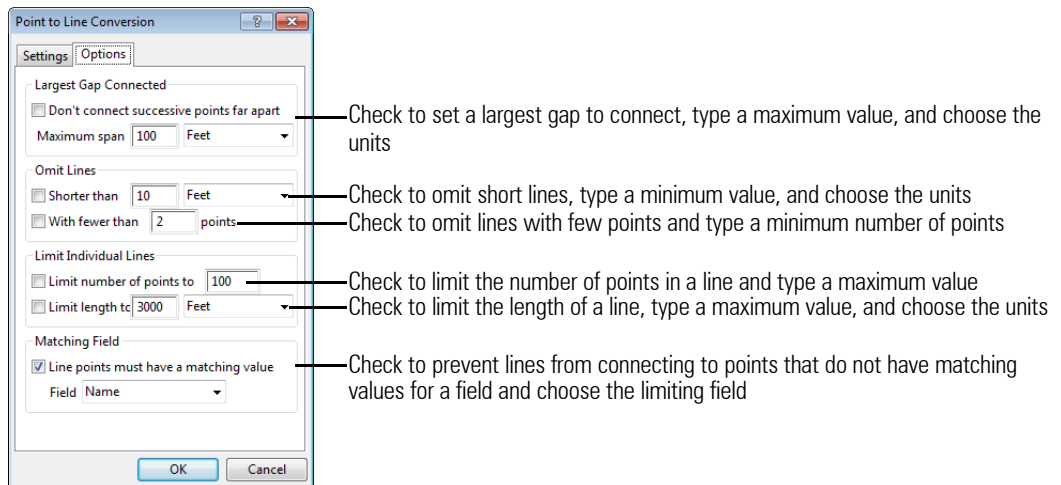 Point to Line Conversion
Settings Options
Largest Gap Connected
Don't connect successive points far apart
Maximum span 100 Feet
Check to set a largest gap to connect, type a maximum value, and choose the
units
Omit Lines
Shorter than 10 Feet
Check to omit short lines, type a minimum value, and choose the units
With fewer than 2 points
Check to omit lines with few points and type a minimum number of points
Limit Individual Lines
Limit number of points to 100
Check to limit the number of points in a line and type a maximum value
Limit length to 3000 Feet
Check to limit the length of a line, type a maximum value, and choose the units
Matching Field
Line points must have a matching value
Field Name
Check to prevent lines from connecting to points that do not have matching
values for a field and choose the limiting field
OK Cancel